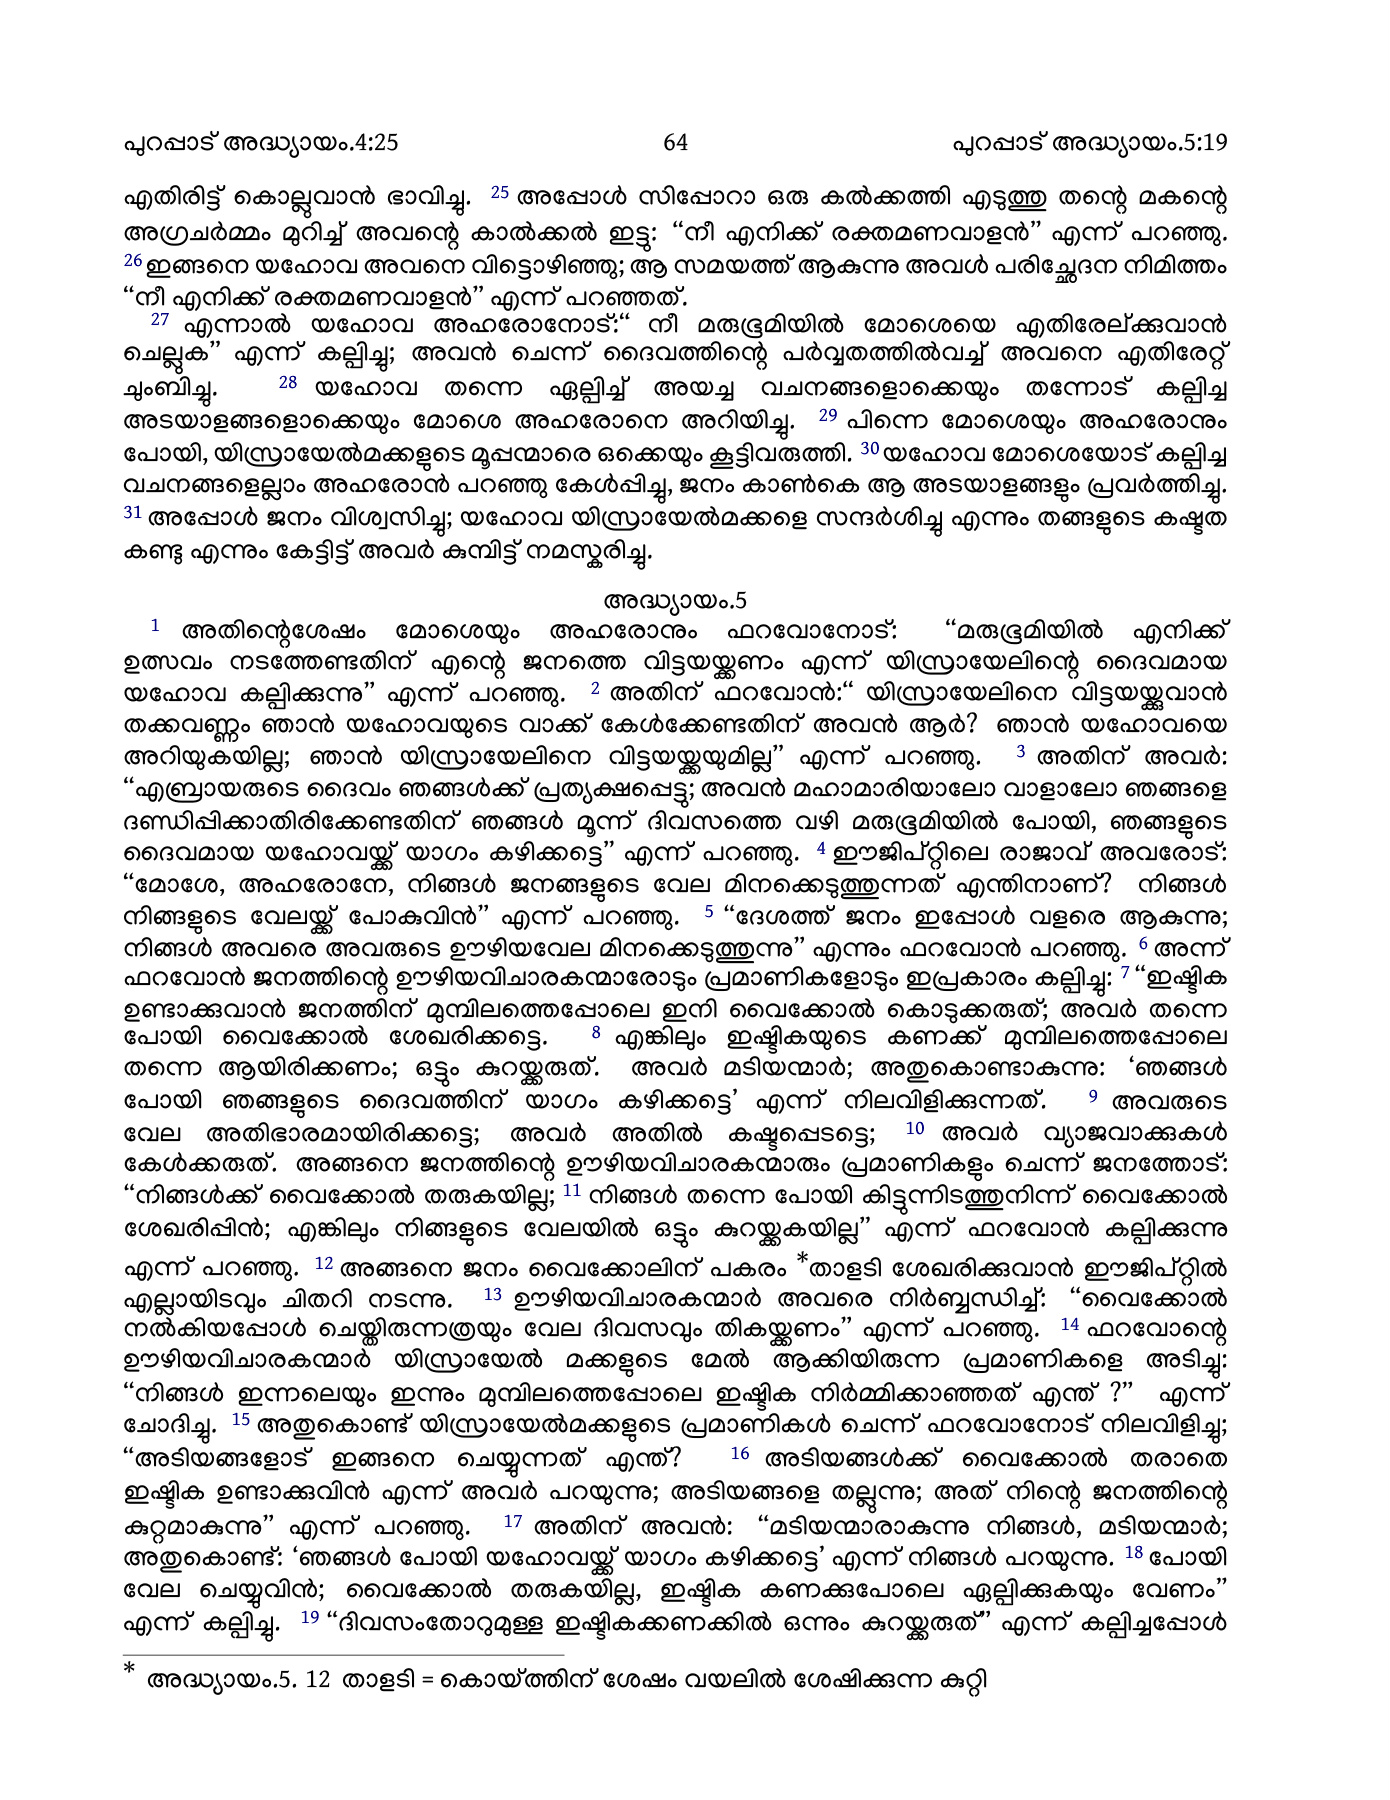 പുറപ്പാട് അദ്ധ്യായം.4:25 64 പുറപ്പാട് അദ്ധ്യായം.5:19
എതിരിട്ട് കൊല്ലുവാൻ ഭാവിച്ചു. 25 അപ്പോൾ സിപ്പോറാ ഒരു കൽക്കത്തി എടുത്തു തന്റെ മകന്റെ
അഗ്രചർമ്മം മുറിച്ച് അവന്റെ കാൽക്കൽ ഇട്ടു: “നീ എനിക്ക് രക്തമണവാളൻ” എന്ന് പറഞ്ഞു.
26 ഇങ്ങനെ യഹോവ അവനെ വിട്ടൊഴിഞ്ഞു; ആ സമയത്ത് ആകുന്നു അവൾ പരിച്ഛേദന നിമിത്തം
“നീ എനിക്ക് രക്തമണവാളൻ” എന്ന് പറഞ്ഞത്.
27 എന്നാൽ യഹോവ അഹരോനോട്:“ നീ മരുഭൂമിയിൽ മോശെയെ എതിരേല്ക്കുവാൻ
ചെല്ലുക” എന്ന് കല്പിച്ചു; അവൻ ചെന്ന് ദൈവത്തിന്റെ പർവ്വതത്തിൽവച്ച് അവനെ എതിരേറ്റ്
ചുംബിച്ചു. 28 യഹോവ തന്നെ ഏല്പിച്ച് അയച്ച വചനങ്ങളൊക്കെയും തന്നോട് കല്പിച്ച
അടയാളങ്ങളൊക്കെയും മോശെ അഹരോനെ അറിയിച്ചു. 29 പിന്നെ മോശെയും അഹരോനും
പോയി, യിസ്രായേൽമക്കളുടെ മൂപ്പന്മാരെ ഒക്കെയും കൂട്ടിവരുത്തി. 30 യഹോവ മോശെയോട് കല്പിച്ച
വചനങ്ങളെല്ലാം അഹരോൻ പറഞ്ഞു കേൾപ്പിച്ചു, ജനം കാൺകെ ആ അടയാളങ്ങളും പ്രവർത്തിച്ചു.
31 അപ്പോൾ ജനം വിശ്വസിച്ചു; യഹോവ യിസ്രായേൽമക്കളെ സന്ദർശിച്ചു എന്നും തങ്ങളുടെ കഷ്ടത
കണ്ടു എന്നും കേട്ടിട്ട് അവർ കുമ്പിട്ട് നമസ്കരിച്ചു.
അദ്ധ്യായം.5
1 അതിന്റെശേഷം മോശെയും അഹരോനും ഫറവോനോട്: “മരുഭൂമിയിൽ എനിക്ക്
ഉത്സവം നടത്തേണ്ടതിന് എന്റെ ജനത്തെ വിട്ടയയ്ക്കണം എന്ന് യിസ്രായേലിന്റെ ദൈവമായ
യഹോവ കല്പിക്കുന്നു” എന്ന് പറഞ്ഞു. 2 അതിന് ഫറവോൻ:“ യിസ്രായേലിനെ വിട്ടയയ്ക്കുവാൻ
തക്കവണ്ണം ഞാൻ യഹോവയുടെ വാക്ക് കേൾക്കേണ്ടതിന് അവൻ ആർ? ഞാൻ യഹോവയെ
അറിയുകയില്ല; ഞാൻ യിസ്രായേലിനെ വിട്ടയയ്ക്കയുമില്ല” എന്ന് പറഞ്ഞു. 3 അതിന് അവർ:
“എബ്രായരുടെ ദൈവം ഞങ്ങൾക്ക് പ്രത്യക്ഷപ്പെട്ടു; അവൻ മഹാമാരിയാലോ വാളാലോ ഞങ്ങളെ
ദണ്ഡിപ്പിക്കാതിരിക്കേണ്ടതിന് ഞങ്ങൾ മൂന്ന് ദിവസത്തെ വഴി മരുഭൂമിയിൽ പോയി, ഞങ്ങളുടെ
ദൈവമായ യഹോവയ്ക്ക് യാഗം കഴിക്കട്ടെ” എന്ന് പറഞ്ഞു. 4 ഈജിപ്റ്റിലെ രാജാവ് അവരോട്:
“മോശേ, അഹരോനേ, നിങ്ങൾ ജനങ്ങളുടെ വേല മിനക്കെടുത്തുന്നത് എന്തിനാണ്? നിങ്ങൾ
നിങ്ങളുടെ വേലയ്ക്ക് പോകുവിൻ” എന്ന് പറഞ്ഞു. 5 “ദേശത്ത് ജനം ഇപ്പോൾ വളരെ ആകുന്നു;
നിങ്ങൾ അവരെ അവരുടെ ഊഴിയവേല മിനക്കെടുത്തുന്നു” എന്നും ഫറവോൻ പറഞ്ഞു. 6 അന്ന്
ഫറവോൻ ജനത്തിന്റെ ഊഴിയവിചാരകന്മാരോടും പ്രമാണികളോടും ഇപ്രകാരം കല്പിച്ചു: 7 “ഇഷ്ടിക
ഉണ്ടാക്കുവാൻ ജനത്തിന് മുമ്പിലത്തെപ്പോലെ ഇനി വൈക്കോൽ കൊടുക്കരുത്; അവർ തന്നെ
പോയി വൈക്കോൽ ശേഖരിക്കട്ടെ. 8 എങ്കിലും ഇഷ്ടികയുടെ കണക്ക് മുമ്പിലത്തെപ്പോലെ
തന്നെ ആയിരിക്കണം; ഒട്ടും കുറയ്ക്കരുത്. അവർ മടിയന്മാർ; അതുകൊണ്ടാകുന്നു: ‘ഞങ്ങൾ
പോയി ഞങ്ങളുടെ ദൈവത്തിന് യാഗം കഴിക്കട്ടെ’ എന്ന് നിലവിളിക്കുന്നത്. 9 അവരുടെ
വേല അതിഭാരമായിരിക്കട്ടെ; അവർ അതിൽ കഷ്ടപ്പെടട്ടെ; 10 അവർ വ്യാജവാക്കുകൾ
കേൾക്കരുത്. അങ്ങനെ ജനത്തിന്റെ ഊഴിയവിചാരകന്മാരും പ്രമാണികളും ചെന്ന് ജനത്തോട്:
“നിങ്ങൾക്ക് വൈക്കോൽ തരുകയില്ല; 11 നിങ്ങൾ തന്നെ പോയി കിട്ടുന്നിടത്തുനിന്ന് വൈക്കോൽ
ശേഖരിപ്പിൻ; എങ്കിലും നിങ്ങളുടെ വേലയിൽ ഒട്ടും കുറയ്ക്കുകയില്ല” എന്ന് ഫറവോൻ കല്പിക്കുന്നു
എന്ന് പറഞ്ഞു. 12 അങ്ങനെ ജനം വൈക്കോലിന് പകരം *താളടി ശേഖരിക്കുവാൻ ഈജിപ്റ്റിൽ
എല്ലായിടവും ചിതറി നടന്നു. 13 ഊഴിയവിചാരകന്മാർ അവരെ നിർബ്ബന്ധിച്ച്: “വൈക്കോൽ
നൽകിയപ്പോൾ ചെയ്തിരുന്നത്രയും വേല ദിവസവും തികയ്ക്കണം” എന്ന് പറഞ്ഞു. 14 ഫറവോന്റെ
ഊഴിയവിചാരകന്മാർ യിസ്രായേൽ മക്കളുടെ മേൽ ആക്കിയിരുന്ന പ്രമാണികളെ അടിച്ചു:
“നിങ്ങൾ ഇന്നലെയും ഇന്നും മുമ്പിലത്തെപ്പോലെ ഇഷ്ടിക നിർമ്മിക്കാഞ്ഞത് എന്ത് ?” എന്ന്
ചോദിച്ചു. 15 അതുകൊണ്ട് യിസ്രായേൽമക്കളുടെ പ്രമാണികൾ ചെന്ന് ഫറവോനോട് നിലവിളിച്ചു;
“അടിയങ്ങളോട് ഇങ്ങനെ ചെയ്യുന്നത് എന്ത്? 16 അടിയങ്ങൾക്ക് വൈക്കോൽ തരാതെ
ഇഷ്ടിക ഉണ്ടാക്കുവിൻ എന്ന് അവർ പറയുന്നു; അടിയങ്ങളെ തല്ലുന്നു; അത് നിന്റെ ജനത്തിന്റെ
കുറ്റമാകുന്നു” എന്ന് പറഞ്ഞു. 17 അതിന് അവൻ: “മടിയന്മാരാകുന്നു നിങ്ങൾ, മടിയന്മാർ;
അതുകൊണ്ട്: ‘ഞങ്ങൾ പോയി യഹോവയ്ക്ക് യാഗം കഴിക്കട്ടെ’ എന്ന് നിങ്ങൾ പറയുന്നു. 18 പോയി
വേല ചെയ്യുവിൻ; വൈക്കോൽ തരുകയില്ല, ഇഷ്ടിക കണക്കുപോലെ ഏല്പിക്കുകയും വേണം”
എന്ന് കല്പിച്ചു. 19 “ദിവസംതോറുമുള്ള ഇഷ്ടികക്കണക്കിൽ ഒന്നും കുറയ്ക്കരുത്” എന്ന് കല്പിച്ചപ്പോൾ
* അദ്ധ്യായം.5. 12 താളടി = കൊയ്ത്തിന് ശേഷം വയലിൽ ശേഷിക്കുന്ന കുറ്റി